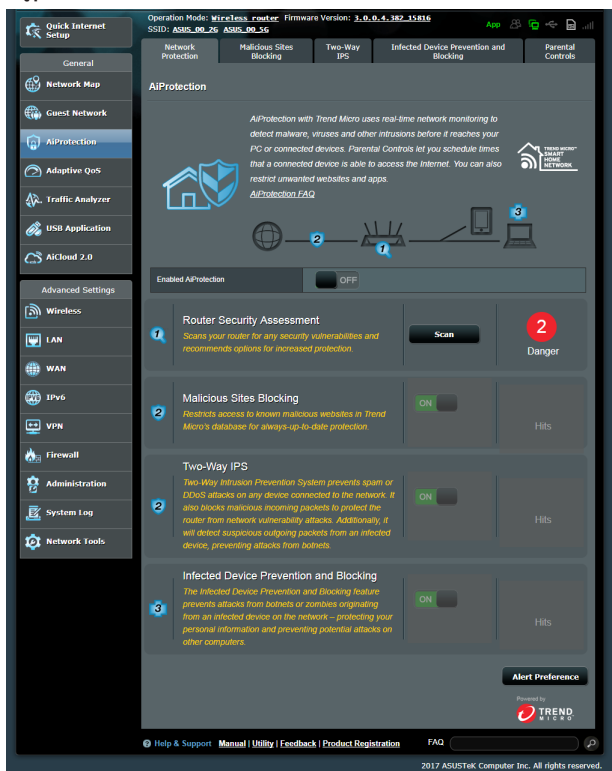 Quick Internet
Setup
Operation Mode: Wireless router Firmware Version: 3.0.0.4.382_15816
SSID: ASUS_00_2G ASUS_00_5G
App
General
Network Map
Guest Network
AiProtection
Adaptive QoS
Traffic Analyzer
USB Application
AiCloud 2.0
Advanced Settings
Wireless
LAN
WAN
IPv6
VPN
Firewall
Administration
System Log
Network Tools
Network
Protection
Malicious Sites
Blocking
Two-Way
IPS
Infected Device Prevention and
Blocking
Parental
Controls
AiProtection
AiProtection with Trend Micro uses real-time network monitoring to
detect malware, viruses and other intrusions before it reaches your
PC or connected devices. Parental Controls let you schedule times
that a connected device is able to access the Internet. You can also
restrict unwanted websites and apps.
AiProtection FAQ
TREND MICRO™
SMART
HOME
NETWORK
2
1
3
Enabled AiProtection
OFF
1
Router Security Assessment
Scans your router for any security vulnerabilities and
recommends options for increased protection.
Scan
2
Danger
2
Malicious Sites Blocking
Restricts access to known malicious websites in Trend
Micro's database for always-up-to-date protection.
ON
Hits
2
Two-Way IPS
Two-Way Intrusion Prevention System prevents spam or
DDoS attacks on any device connected to the network. It
also blocks malicious incoming packets to protect the
router from network vulnerability attacks. Additionally, it
will detect suspicious outgoing packets from an infected
device, preventing attacks from botnets.
ON
Hits
3
Infected Device Prevention and Blocking
The Infected Device Prevention and Blocking feature
prevents attacks from botnets or zombies originating
from an infected device on the network – protecting your
personal information and preventing potential attacks on
other computers.
ON
Hits
Alert Preference
Powered by
TREND
MICRO
Help & Support Manual | Utility | Feedback | Product Registration FAQ
2017 ASUSTeK Computer Inc. All rights reserved.